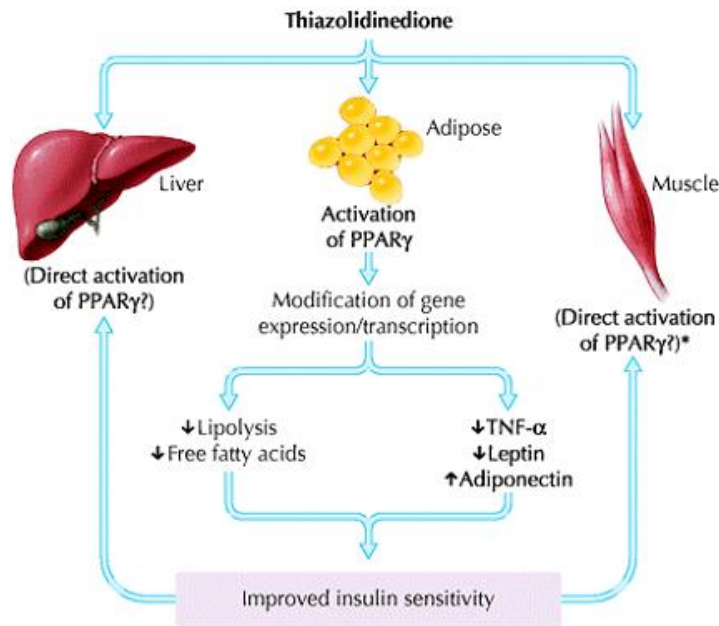 Thiazolidinedione
Liver
Adipose
Muscle
(Direct activation
of PPARγ?)
Activation
of PPARγ
(Direct activation
of PPARγ?)*
Modification of gene
expression/transcription
↓Lipolysis
↓Free fatty acids
↓TNF-α
↓Leptin
↑Adiponectin
Improved insulin sensitivity